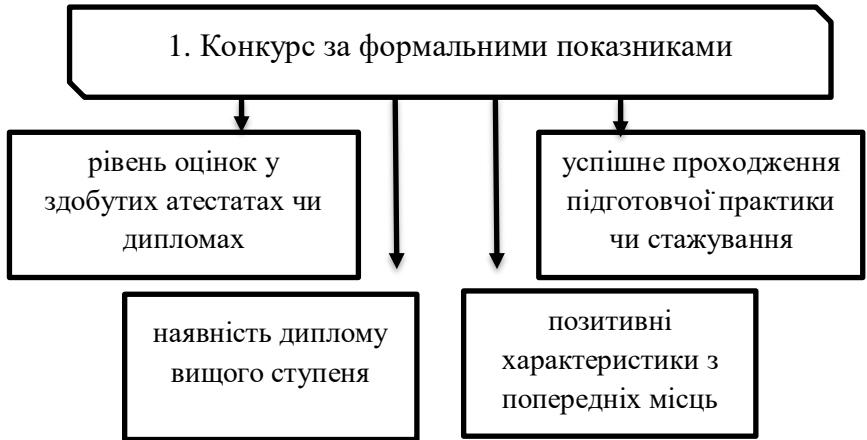 1. Конкурс за формальними показниками
рівень оцінок у
здобутих атестатах чи
дипломах
успішне проходження
підготовчої практики
чи стажування
наявність диплому
вищого ступеня
позитивні
характеристики з
попередніх місць